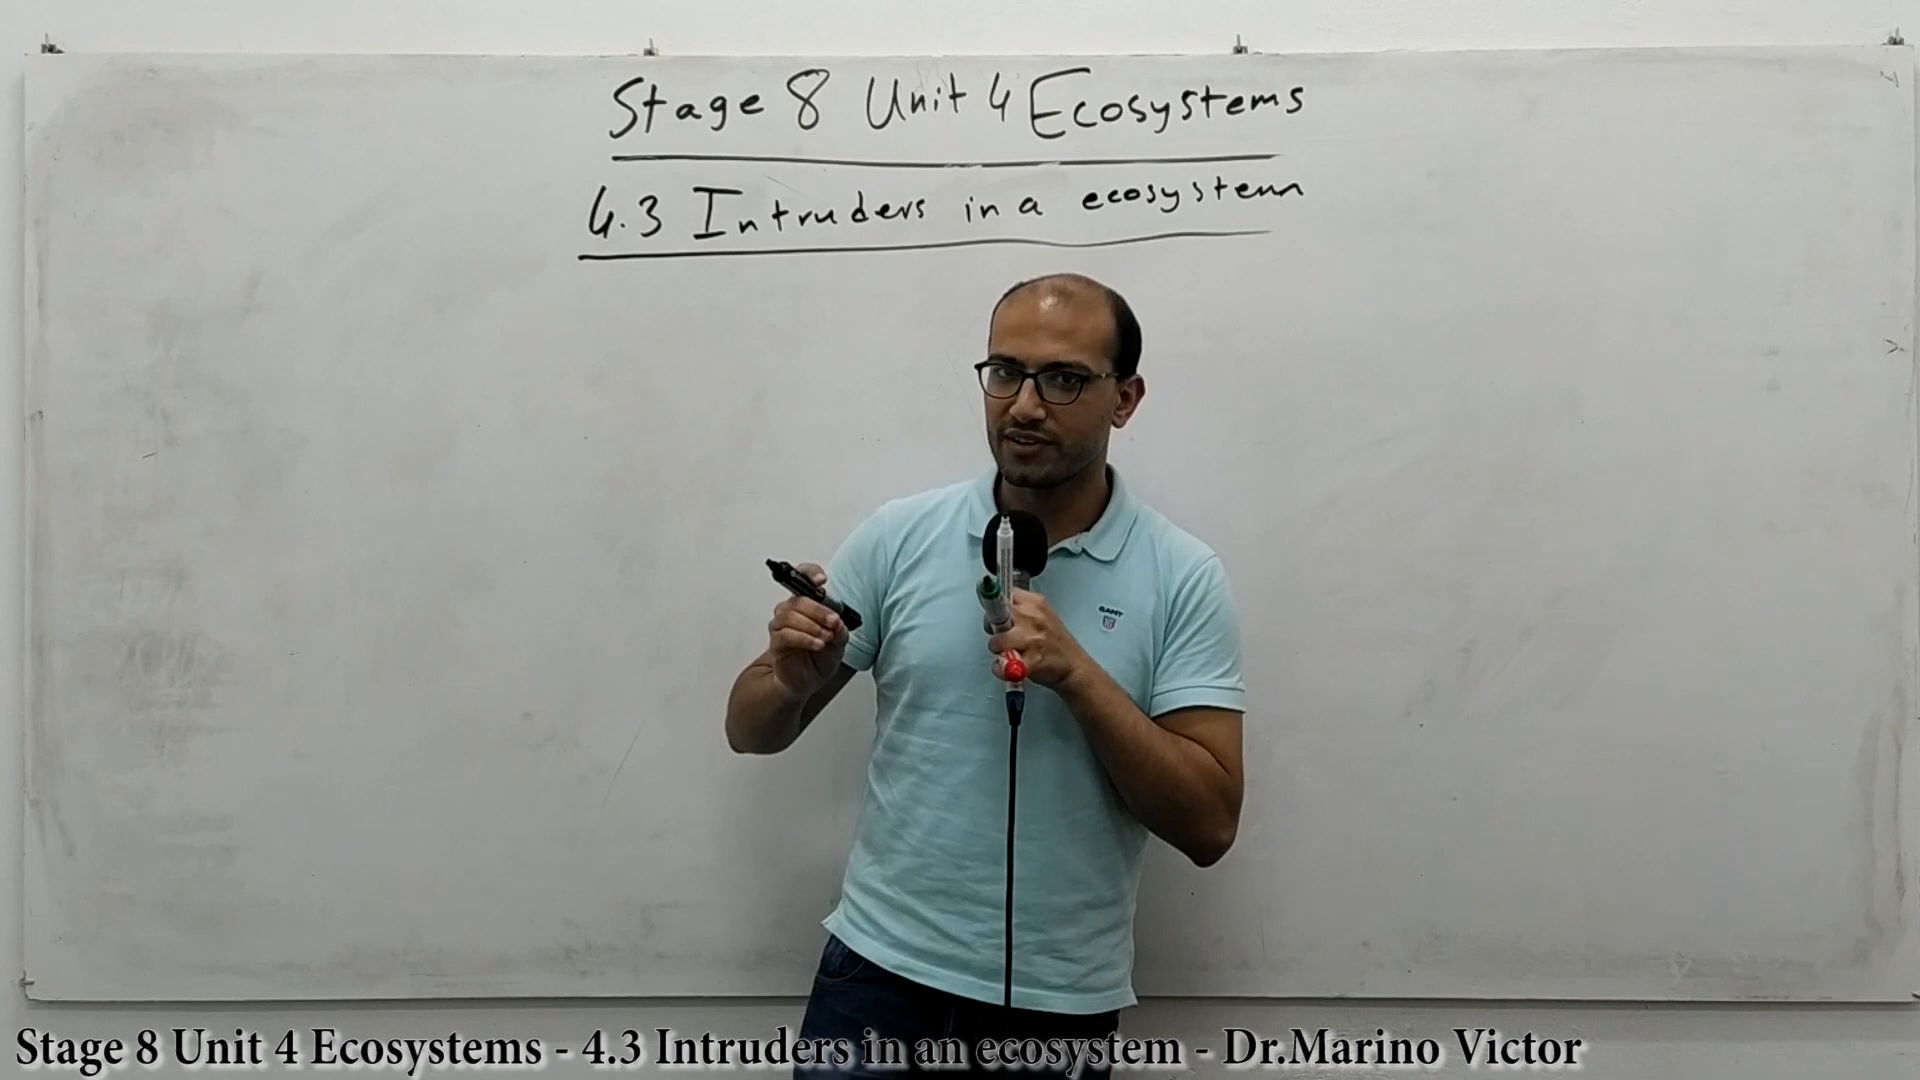 Stage 8 Unit 4 Ecosystems
4.3 Intruders in a ecosystem
GANT
Stage 8 Unit 4 Ecosystems - 4.3 Intruders in an ecosystem - Dr.Marino Victor